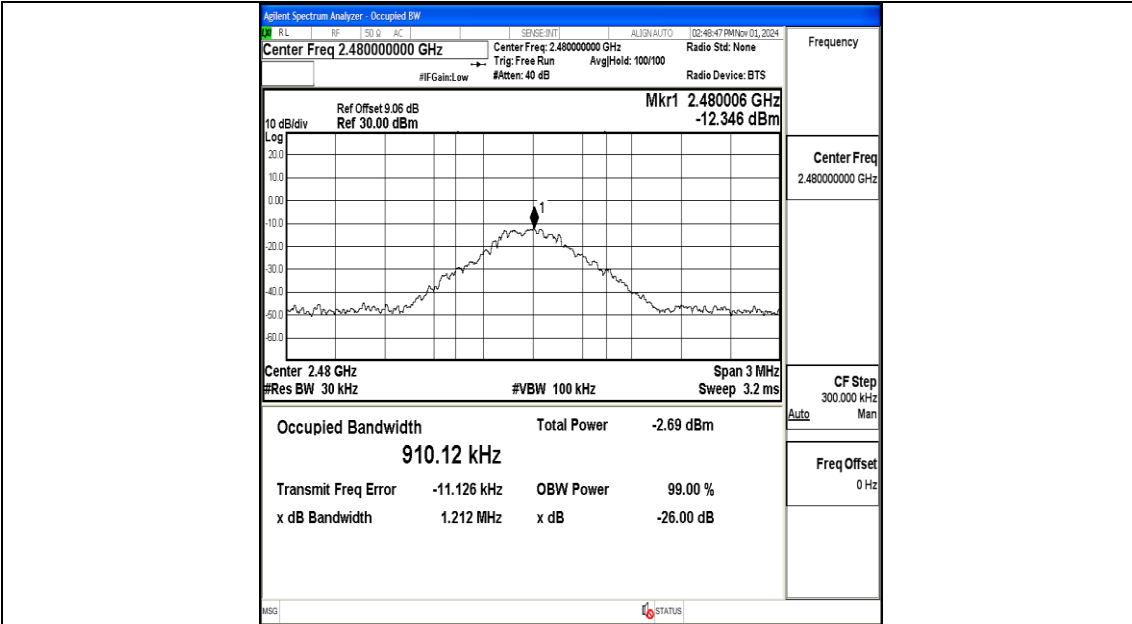 Agilent Spectrum Analyzer - Occupied BW
RL RF 50 Ω AC SENSE:INT ALIGN AUTO 02:48:47 PM Nov 01, 2024
Center Freq 2.480000000 GHz
Center Freq: 2.480000000 GHz Radio Std: None
Trig: Free Run Avg|Hold: 100/100
#IFGain:Low #Atten: 40 dB Radio Device: BTS
Frequency
Mkr1 2.480006 GHz
-12.346 dBm
Ref Offset 9.06 dB
10 dB/div Ref 30.00 dBm
Log
20.0
10.0
0.00
-10.0
-20.0
-30.0
-40.0
-50.0
-60.0
1
Center 2.48 GHz Span 3 MHz
#Res BW 30 kHz #VBW 100 kHz Sweep 3.2 ms
Center Freq
2.480000000 GHz
CF Step
300.000 kHz
Auto Man
Freq Offset
0 Hz
Occupied Bandwidth Total Power -2.69 dBm
910.12 kHz
Transmit Freq Error -11.126 kHz OBW Power 99.00 %
x dB Bandwidth 1.212 MHz x dB -26.00 dB
MSG STATUS